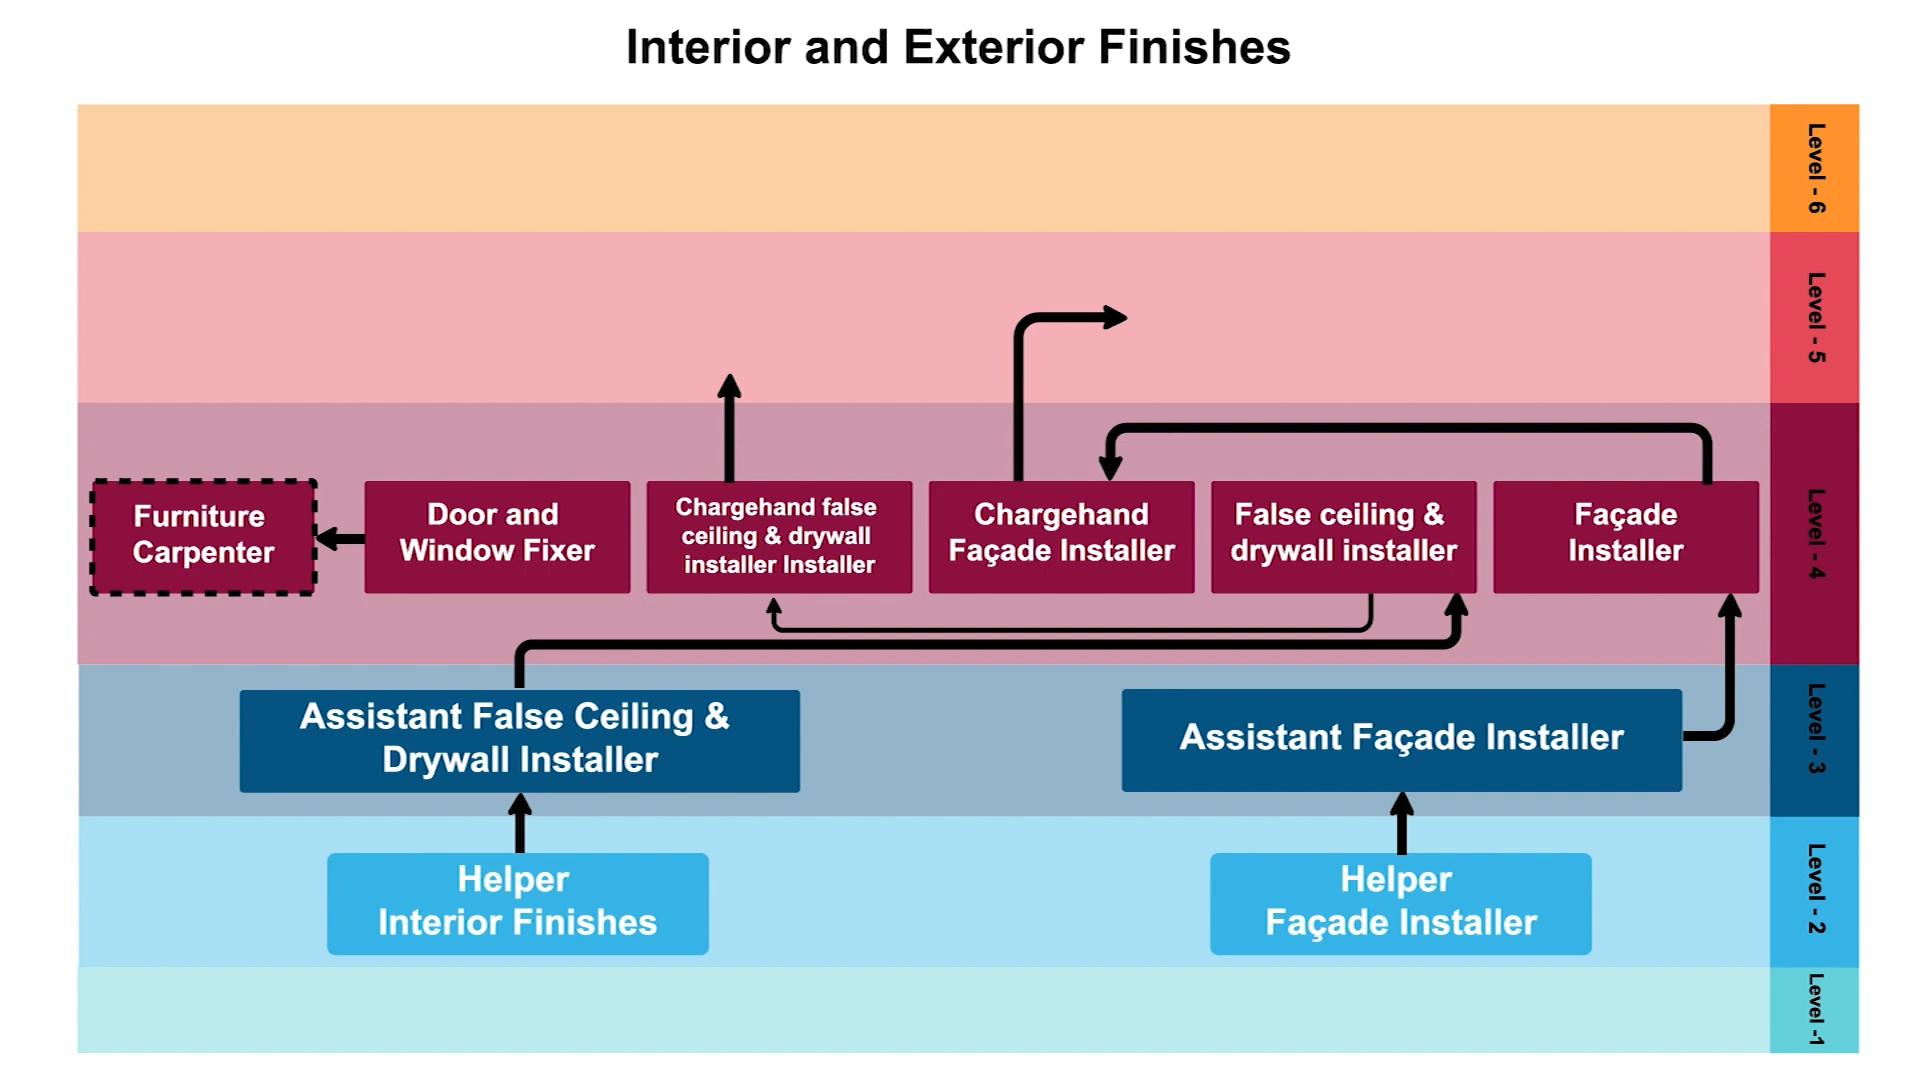 Interior and Exterior Finishes
Level - 6
Level - 5
Furniture
Carpenter
Door and
Window Fixer
Chargehand false
ceiling & drywall
installer Installer
Chargehand
Façade Installer
False ceiling &
drywall installer
Façade
Installer
Level - 4
Assistant False Ceiling &
Drywall Installer
Assistant Façade Installer
Level - 3
Helper
Interior Finishes
Helper
Façade Installer
Level - 2
Level -1